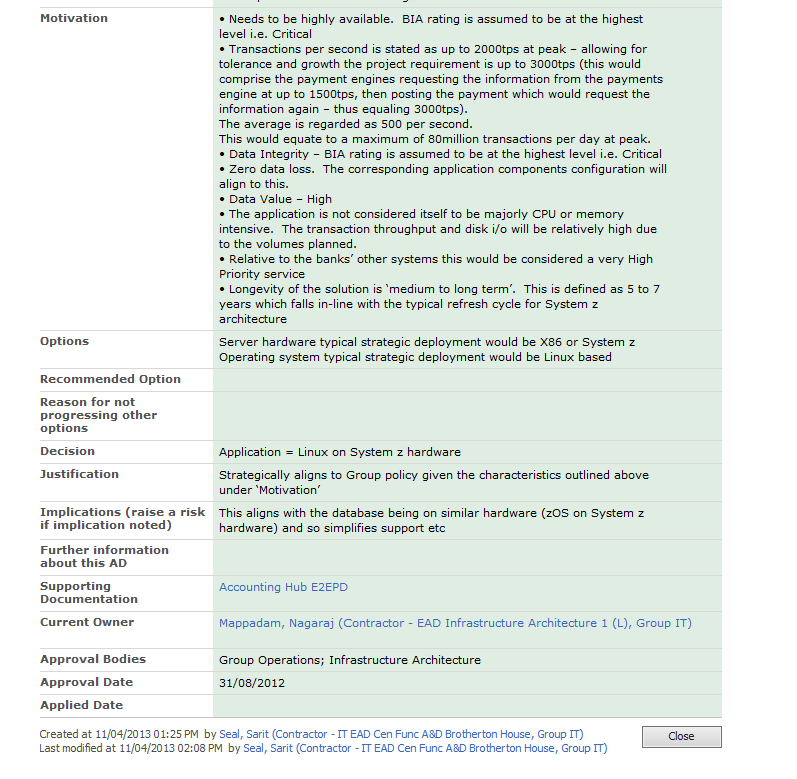 Motivation
• Needs to be highly available.  BIA rating is assumed to be at the highest
level i.e. Critical
• Transactions per second is stated as up to 2000tps at peak – allowing for
tolerance and growth the project requirement is up to 3000tps (this would
comprise the payment engines requesting the information from the payments
engine at up to 1500tps, then posting the payment which would request the
information again – thus equaling 3000tps).
The average is regarded as 500 per second.
This would equate to a maximum of 80million transactions per day at peak.
• Data Integrity – BIA rating is assumed to be at the highest level i.e. Critical
• Zero data loss.  The corresponding application components configuration will
align to this.
• Data Value – High
• The application is not considered itself to be majorly CPU or memory
intensive.  The transaction throughput and disk i/o will be relatively high due
to the volumes planned.
• Relative to the banks’ other systems this would be considered a very High
Priority service
• Longevity of the solution is ‘medium to long term’.  This is defined as 5 to 7
years which falls in-line with the typical refresh cycle for System z
architecture
Options
Server hardware typical strategic deployment would be X86 or System z
Operating system typical strategic deployment would be Linux based
Recommended Option
Reason for not
progressing other
options
Decision
Application = Linux on System z hardware
Justification
Strategically aligns to Group policy given the characteristics outlined above
under ‘Motivation’
Implications (raise a risk
if implication noted)
This aligns with the database being on similar hardware (zOS on System z
hardware) and so simplifies support etc
Further information
about this AD
Supporting
Documentation
Accounting Hub E2EPD
Current Owner
Mappadam, Nagaraj (Contractor - EAD Infrastructure Architecture 1 (L), Group IT)
Approval Bodies
Group Operations; Infrastructure Architecture
Approval Date
31/08/2012
Applied Date
Created at 11/04/2013 01:25 PM  by Seal, Sarit (Contractor - IT EAD Cen Func A&D Brotherton House, Group IT)
Last modified at 11/04/2013 02:08 PM  by Seal, Sarit (Contractor - IT EAD Cen Func A&D Brotherton House, Group IT)
Close